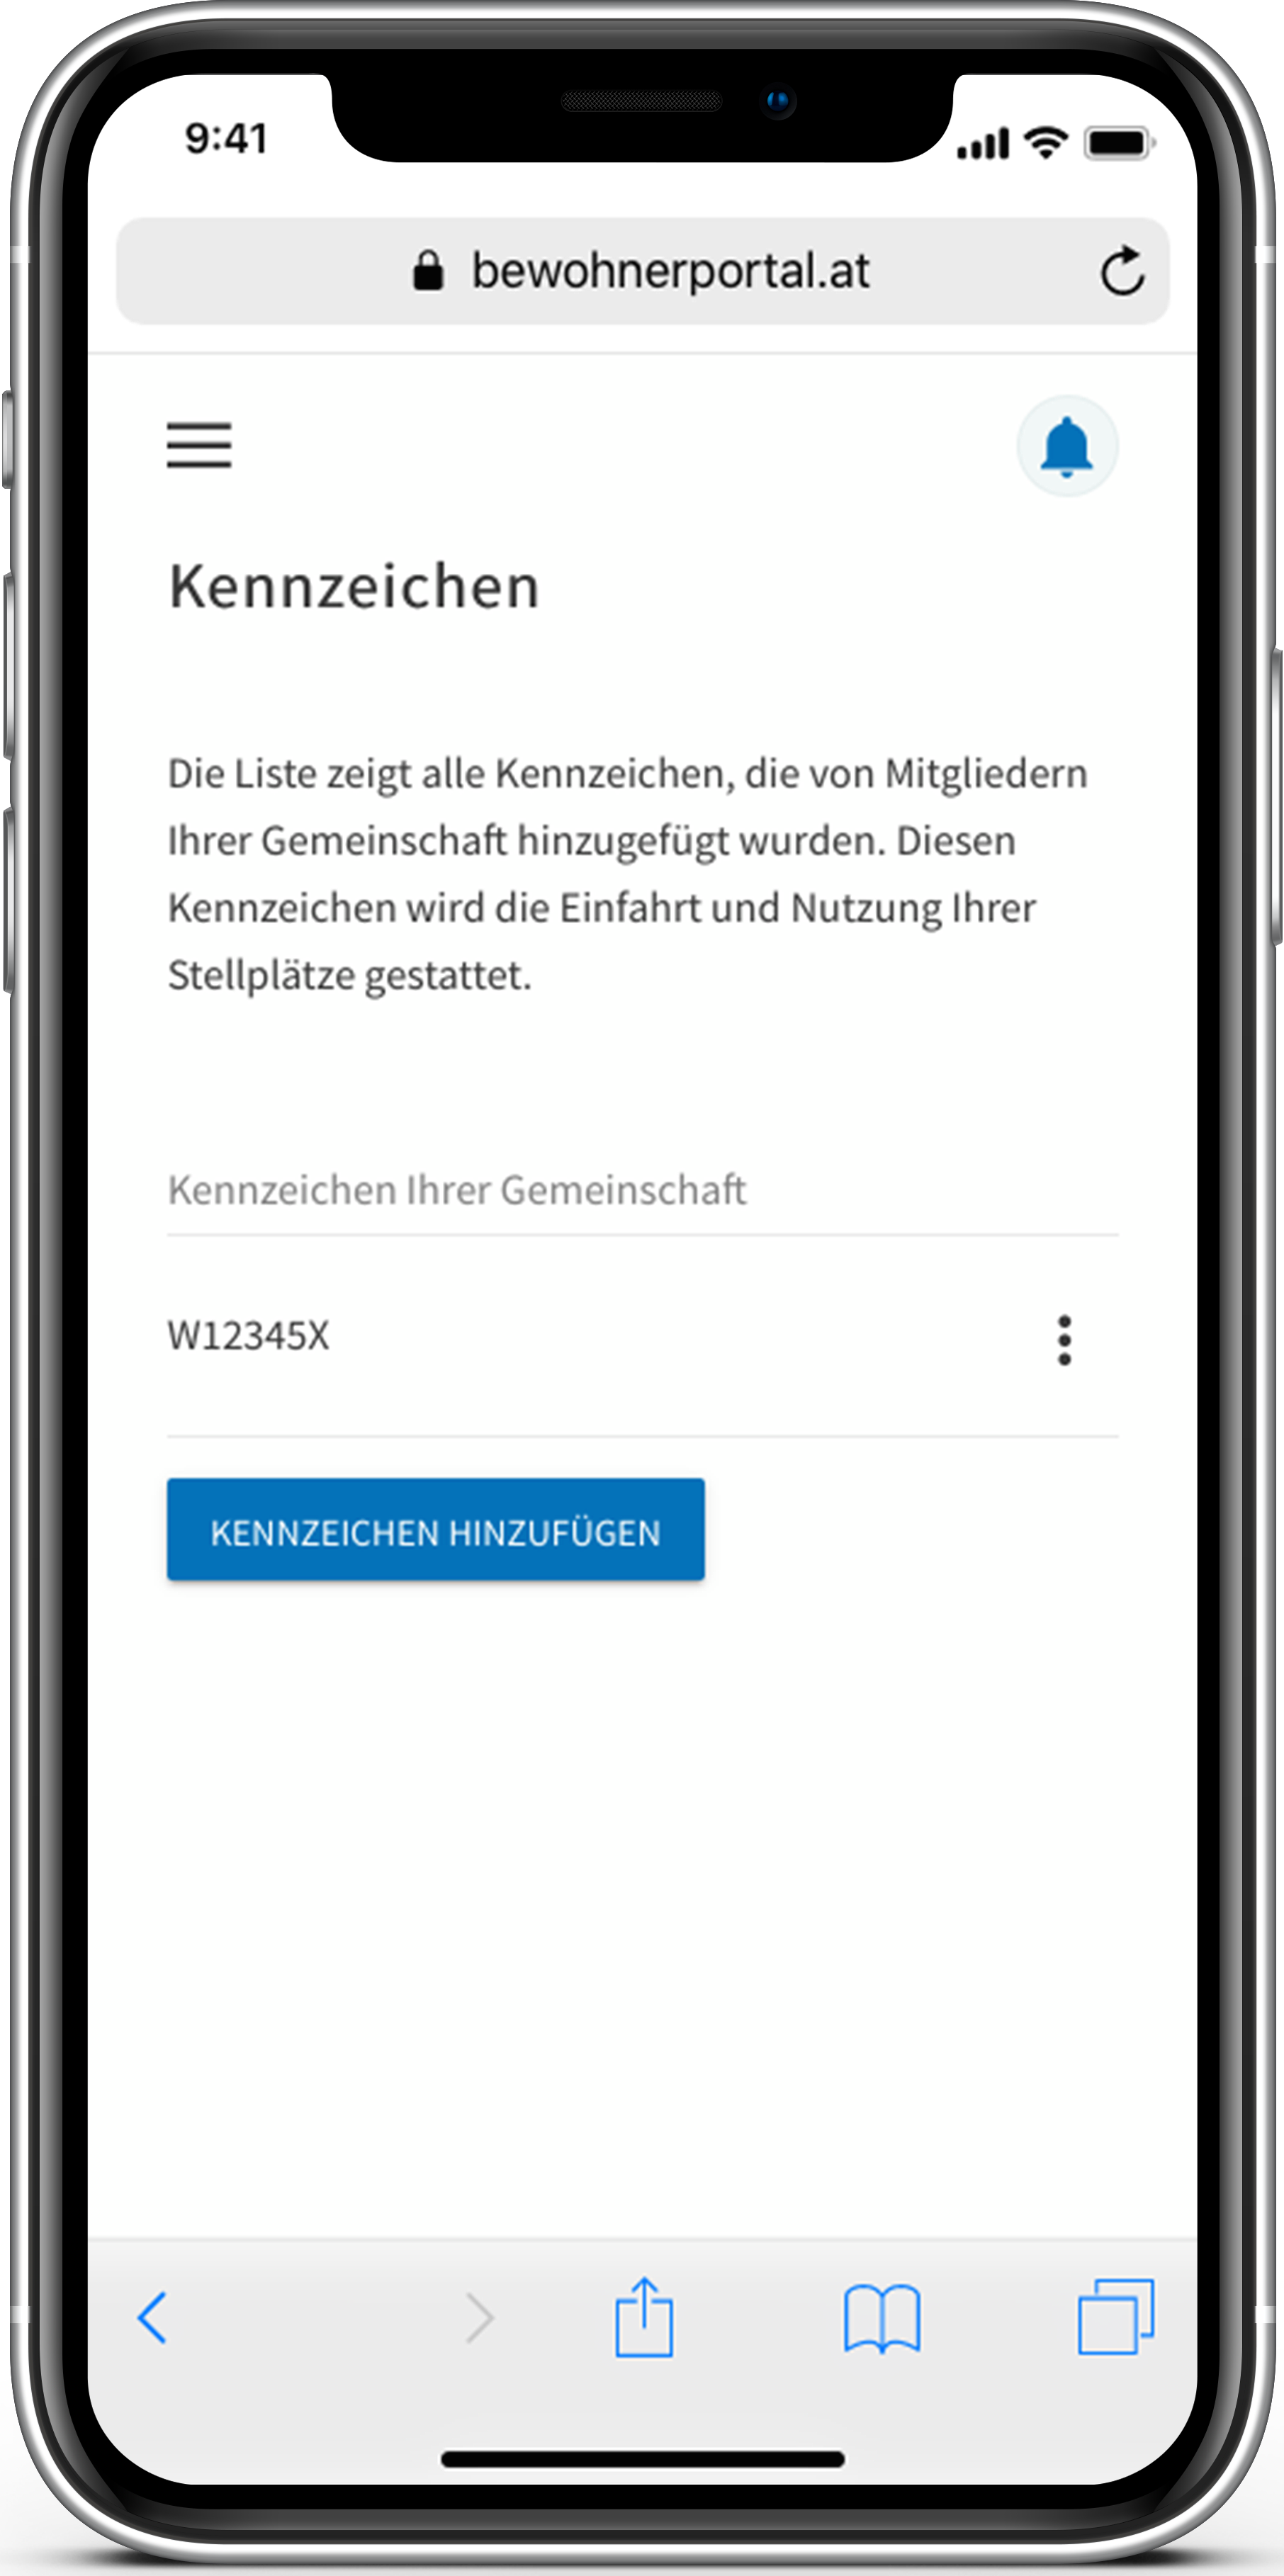 9:41
bewohnerportal.at
Kennzeichen
Die Liste zeigt alle Kennzeichen, die von Mitgliedern
Ihrer Gemeinschaft hinzugefügt wurden. Diesen
Kennzeichen wird die Einfahrt und Nutzung Ihrer
Stellplätze gestattet.
Kennzeichen Ihrer Gemeinschaft
W12345X
KENNZEICHEN HINZUFÜGEN